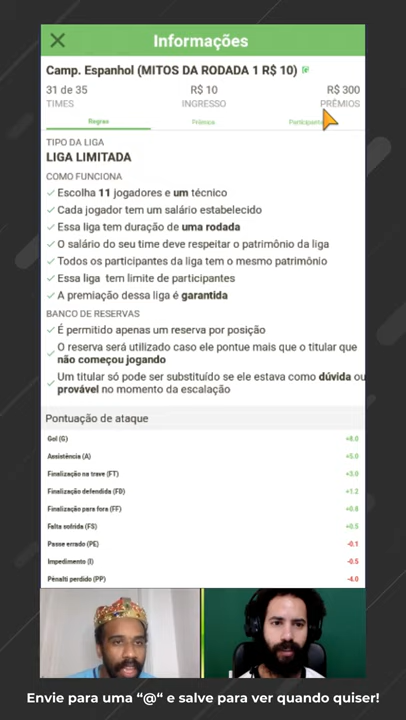 Informações
Camp. Espanhol (MITOS DA RODADA 1 R$ 10)
31 de 35 R$ 10 R$ 300
TIMES INGRESSO PRÊMIOS
Regras Prêmios Participantes
TIPO DA LIGA
LIGA LIMITADA
COMO FUNCIONA
Escolha 11 jogadores e um técnico
Cada jogador tem um salário estabelecido
Essa liga tem duração de uma rodada
O salário do seu time deve respeitar o patrimônio da liga
Todos os participantes da liga tem o mesmo patrimônio
Essa liga tem limite de participantes
A premiação dessa liga é garantida
BANCO DE RESERVAS
É permitido apenas um reserva por posição
O reserva será utilizado caso ele pontue mais que o titular que
não começou jogando
Um titular só pode ser substituído se ele estava como dúvida ou
provável no momento da escalação
Pontuação de ataque
Gol (G) +8.0
Assistência (A) +5.0
Finalização na trave (FT) +3.0
Finalização defendida (FD) +1.2
Finalização para fora (FF) +0.8
Falta sofrida (FS) +0.5
Passe errado (PE) -0.1
Impedimento (I) -0.5
Pênalti perdido (PP) -4.0
Envie para uma “@“ e salve para ver quando quiser!